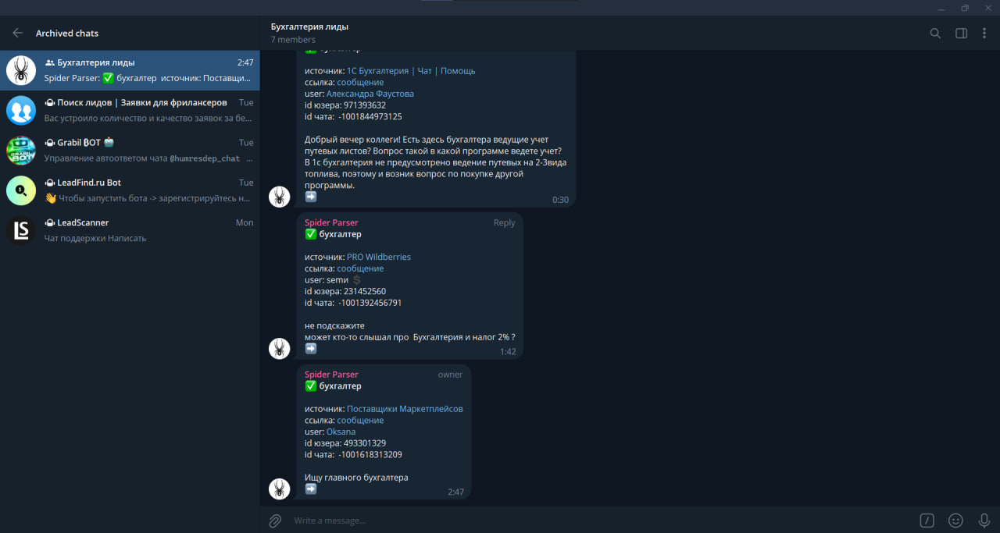 Archived chats
Бухгалтерия лиды 2:47
Spider Parser: ✅ бухгалтер источник: Поставщи...
Поиск лидов | Заявки для фрилансеров Tue
Вас устроило количество и качество заявок за бе...
Grabil ₿OT 🤖 Tue
Управление автоответом чата @humresdep_chat ...
LeadFind.ru Bot Tue
👋 Чтобы запустить бота -> зарегистрируйтесь н...
LS
LeadScanner Mon
Чат поддержки Написать
Бухгалтерия лиды
7 members
источник: 1С Бухгалтерия | Чат | Помощь
ссылка: сообщение
user: Александра Фаустова
id юзера: 971393632
id чата: -1001844973125
Добрый вечер коллеги! Есть здесь бухгалтера ведущие учет
путевых листов? Вопрос такой в какой программе ведете учет?
В 1с бухгалтерия не предусмотрено ведение путевых на 2-3вида
топлива, поэтому и возник вопрос по покупке другой
программы.
➡️ 0:30
Spider Parser Reply
✅ бухгалтер
источник: PRO Wildberries
ссылка: сообщение
user: semи 💲
id юзера: 231452560
id чата: -1001392456791
не подскажите
может кто-то слышал про Бухгалтерия и налог 2% ?
➡️ 1:42
Spider Parser owner
✅ бухгалтер
источник: Поставщики Маркетплейсов
ссылка: сообщение
user: Oksana
id юзера: 493301329
id чата: -1001618313209
Ищу главного бухгалтера
➡️ 2:47
Write a message...